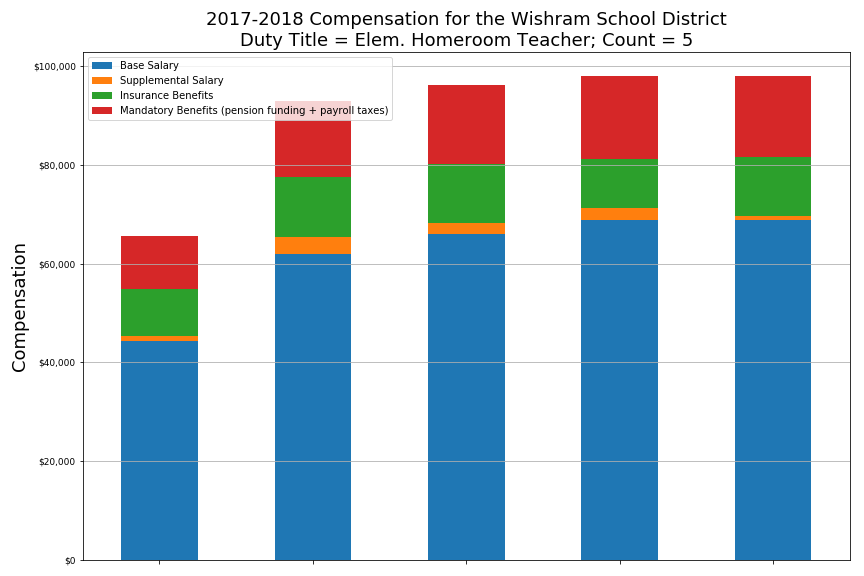 2017-2018 Compensation for the Wishram School District
Duty Title = Elem. Homeroom Teacher; Count = 5
$100,000
Base Salary
Supplemental Salary
Insurance Benefits
Mandatory Benefits (pension funding + payroll taxes)
$80,000
$60,000
Compensation
$40,000
$20,000
$0